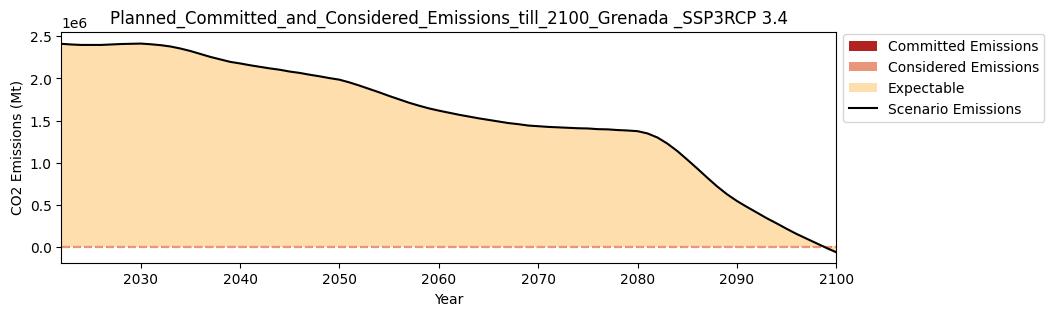 Planned_Committed_and_Considered_Emissions_till_2100_Grenada _SSP3RCP 3.4
1e6
2.5
2.0
1.5
1.0
0.5
0.0
CO2 Emissions (Mt)
2030 2040 2050 2060 2070 2080 2090 2100
Year
Committed Emissions
Considered Emissions
Expectable
Scenario Emissions